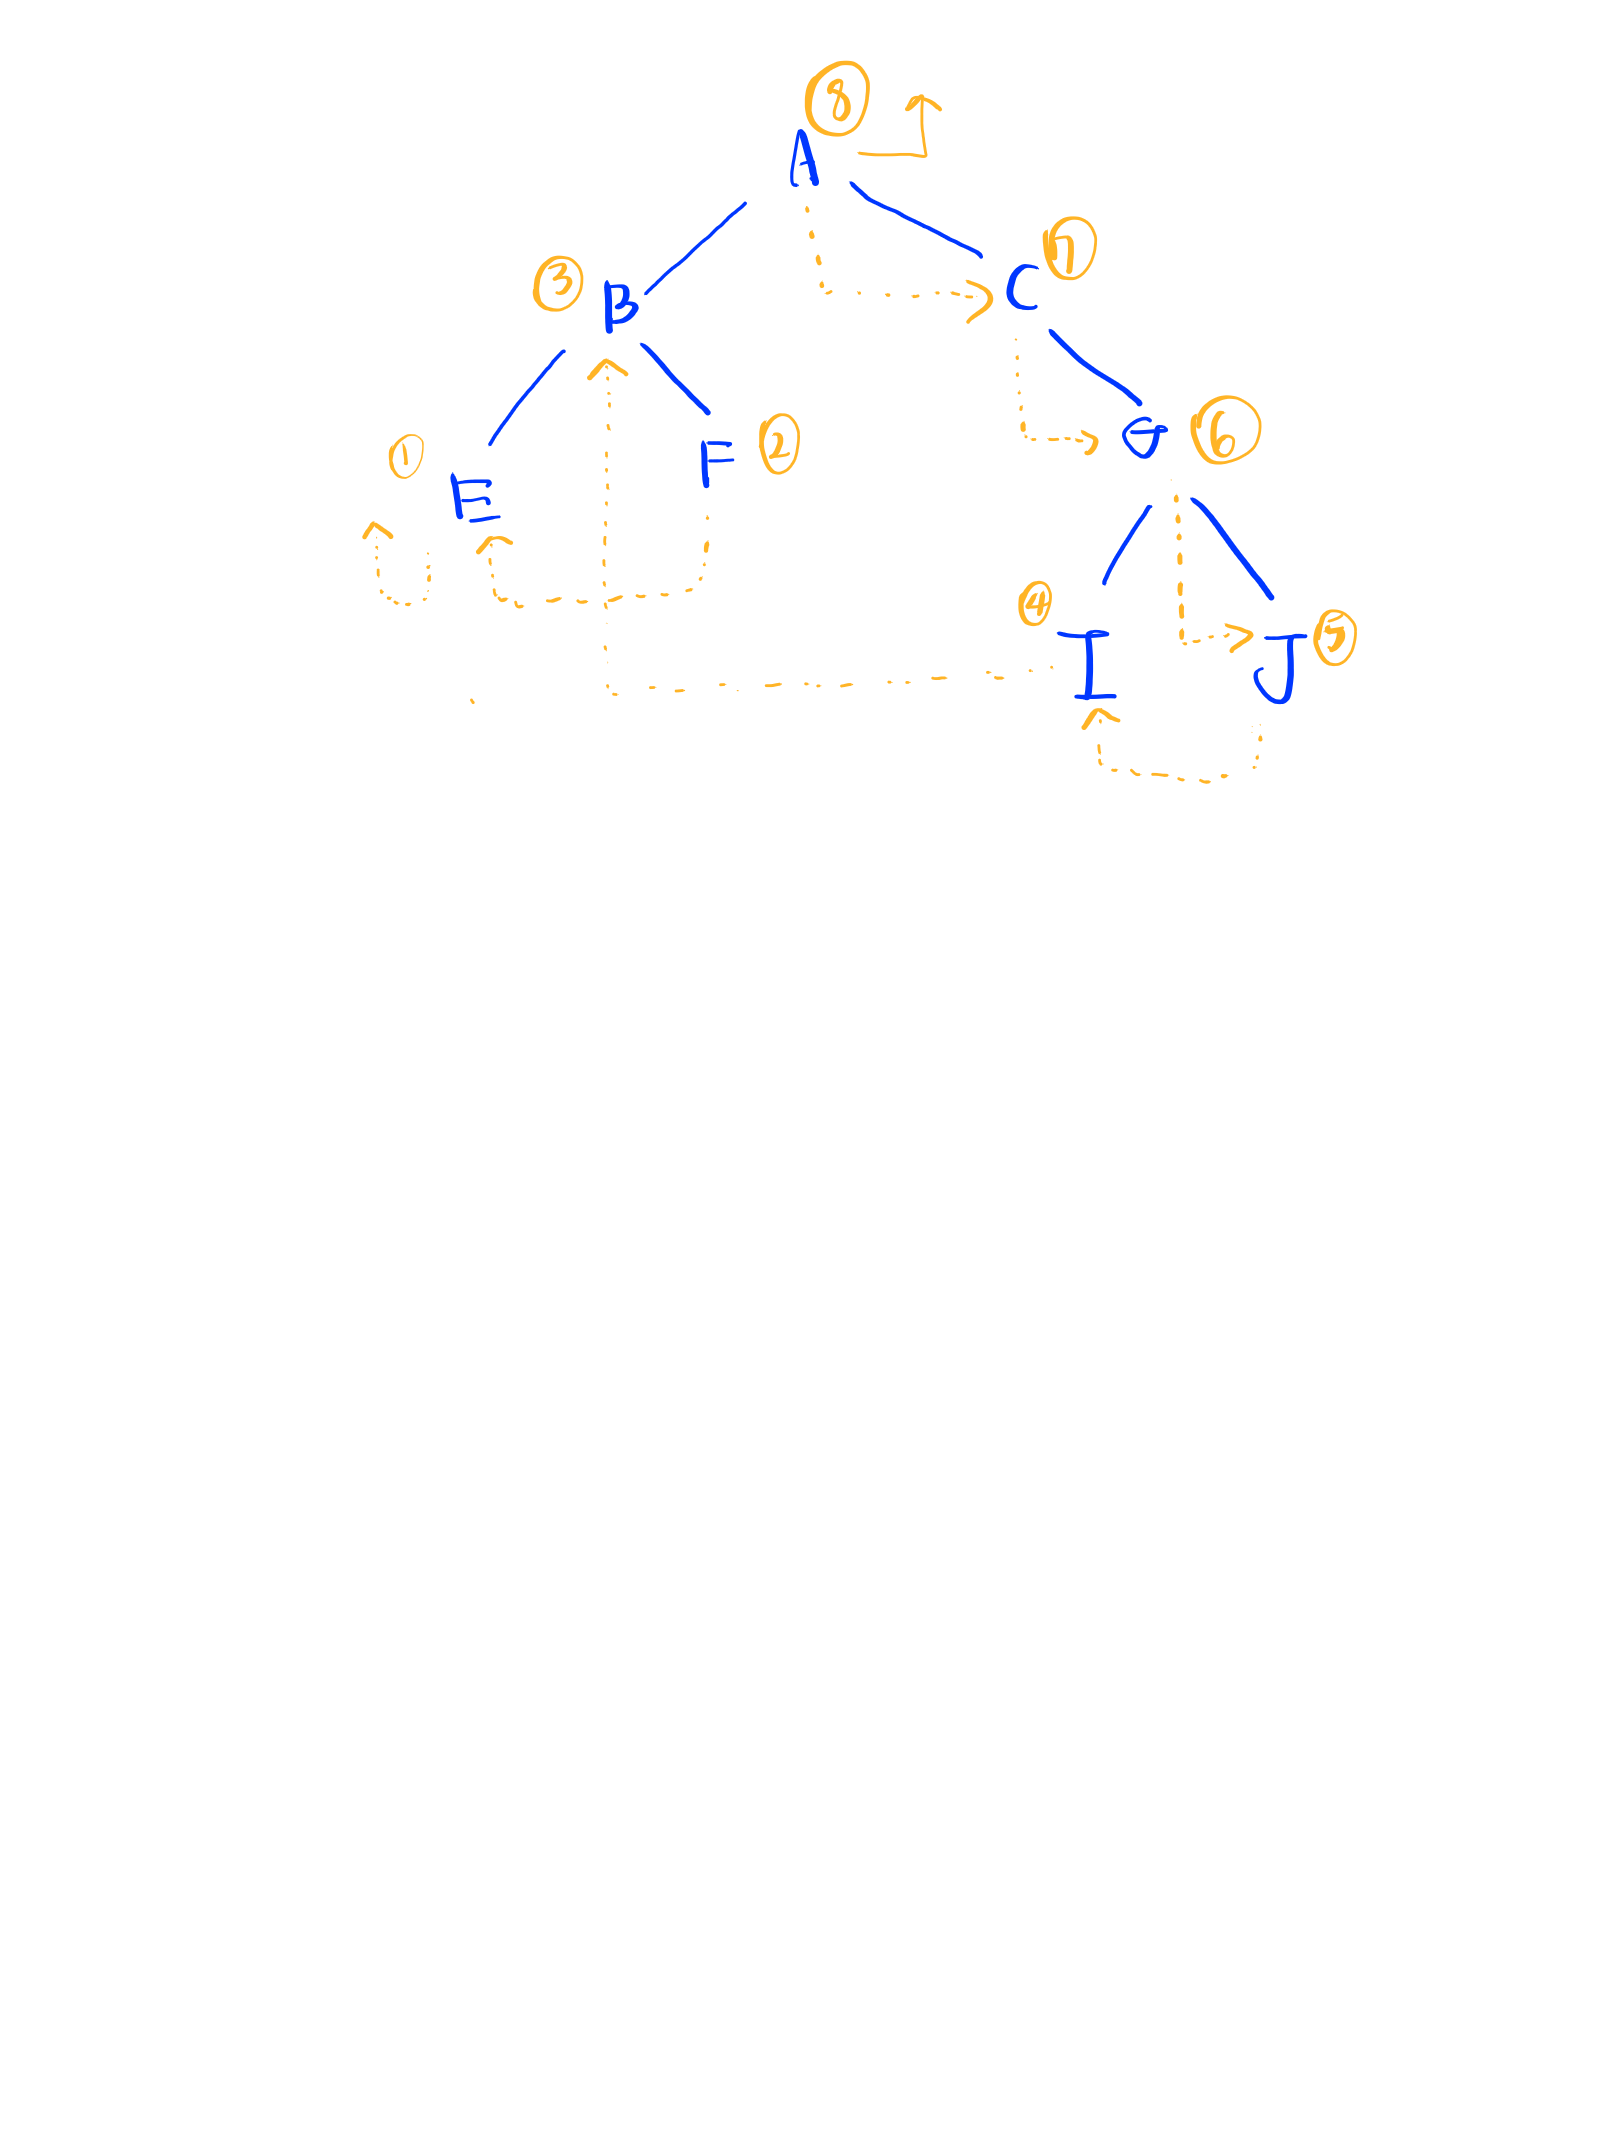 ⑧
A
⑦
③ B C
① F ② G ⑥
E
④ I J ⑤